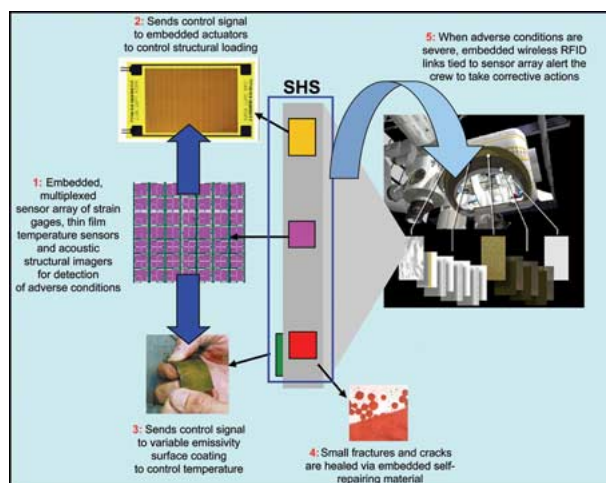 2: Sends control signal
to embedded actuators
to control structural loading
5: When adverse conditions are
severe, embedded wireless RFID
links tied to sensor array alert the
crew to take corrective actions
SHS
1: Embedded,
multiplexed
sensor array of strain
gages, thin film
temperature sensors
and acoustic
structural imagers
for detection
of adverse conditions
3: Sends control signal
to variable emissivity
surface coating
to control temperature
4: Small fractures and cracks
are healed via embedded self-
repairing material